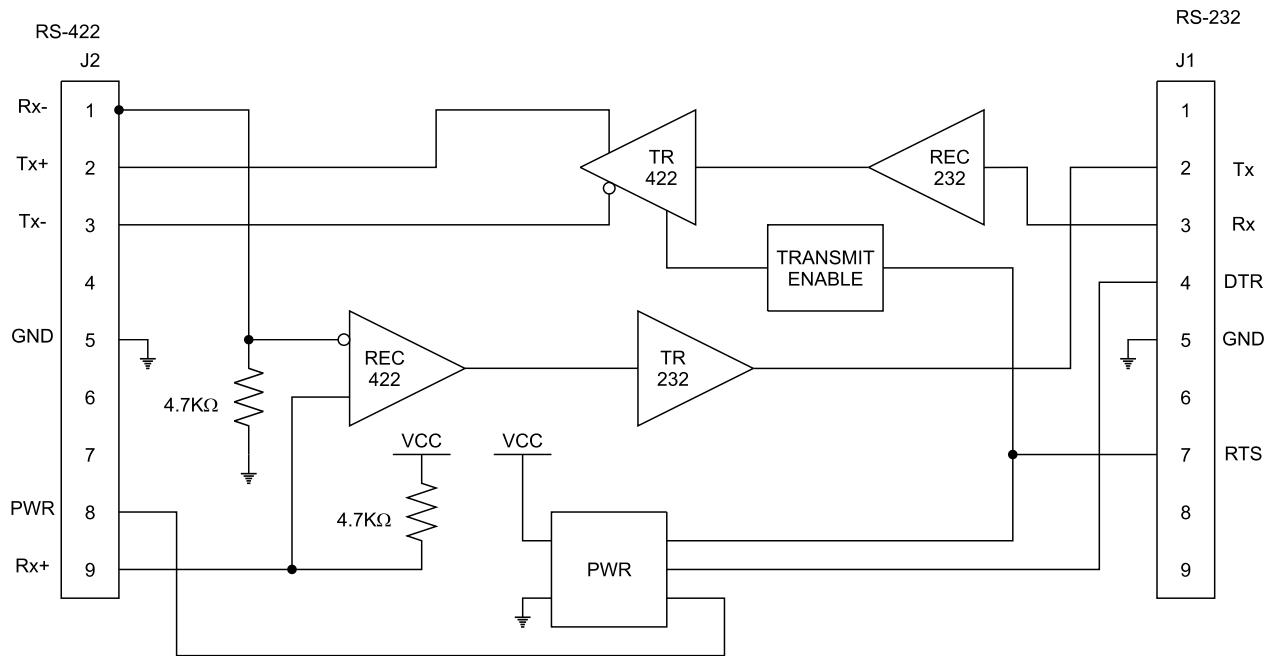 RS-422
J2
RS-232
J1
Rx-
1
Tx+
2
Tx-
3
4
GND
5
6
7
PWR
8
Rx+
9
TR
422
REC
232
TRANSMIT
ENABLE
REC
422
TR
232
4.7KΩ
VCC
4.7KΩ
VCC
PWR
1
2
Tx
3
Rx
4
DTR
5
GND
6
7
RTS
8
9